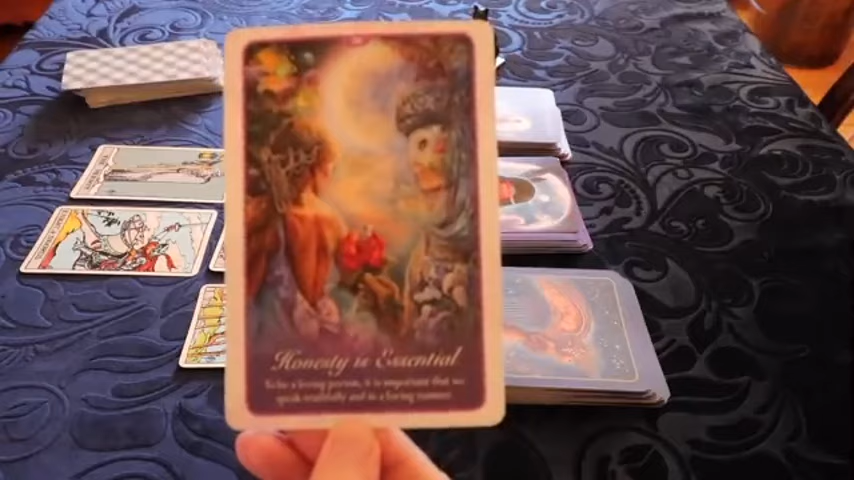 Honesty is Essential
To be a loving person, it is important that we
speak truthfully and in a loving manner.